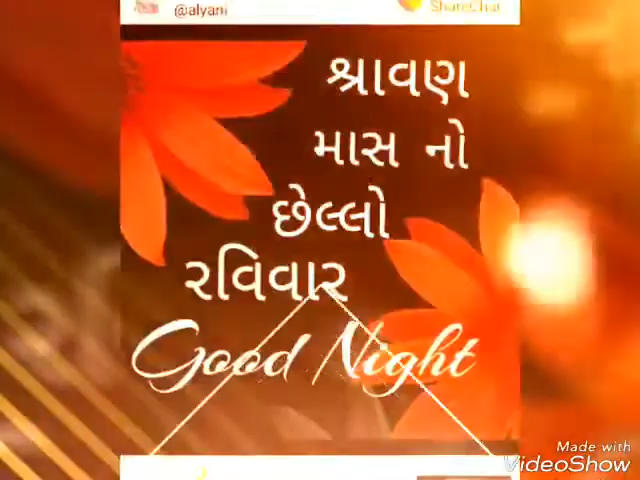 @alyani
ShareChat
શ્રાવણ
માસ નો
છેલ્લો
રવિવાર
Good Night
Made with
VideoShow